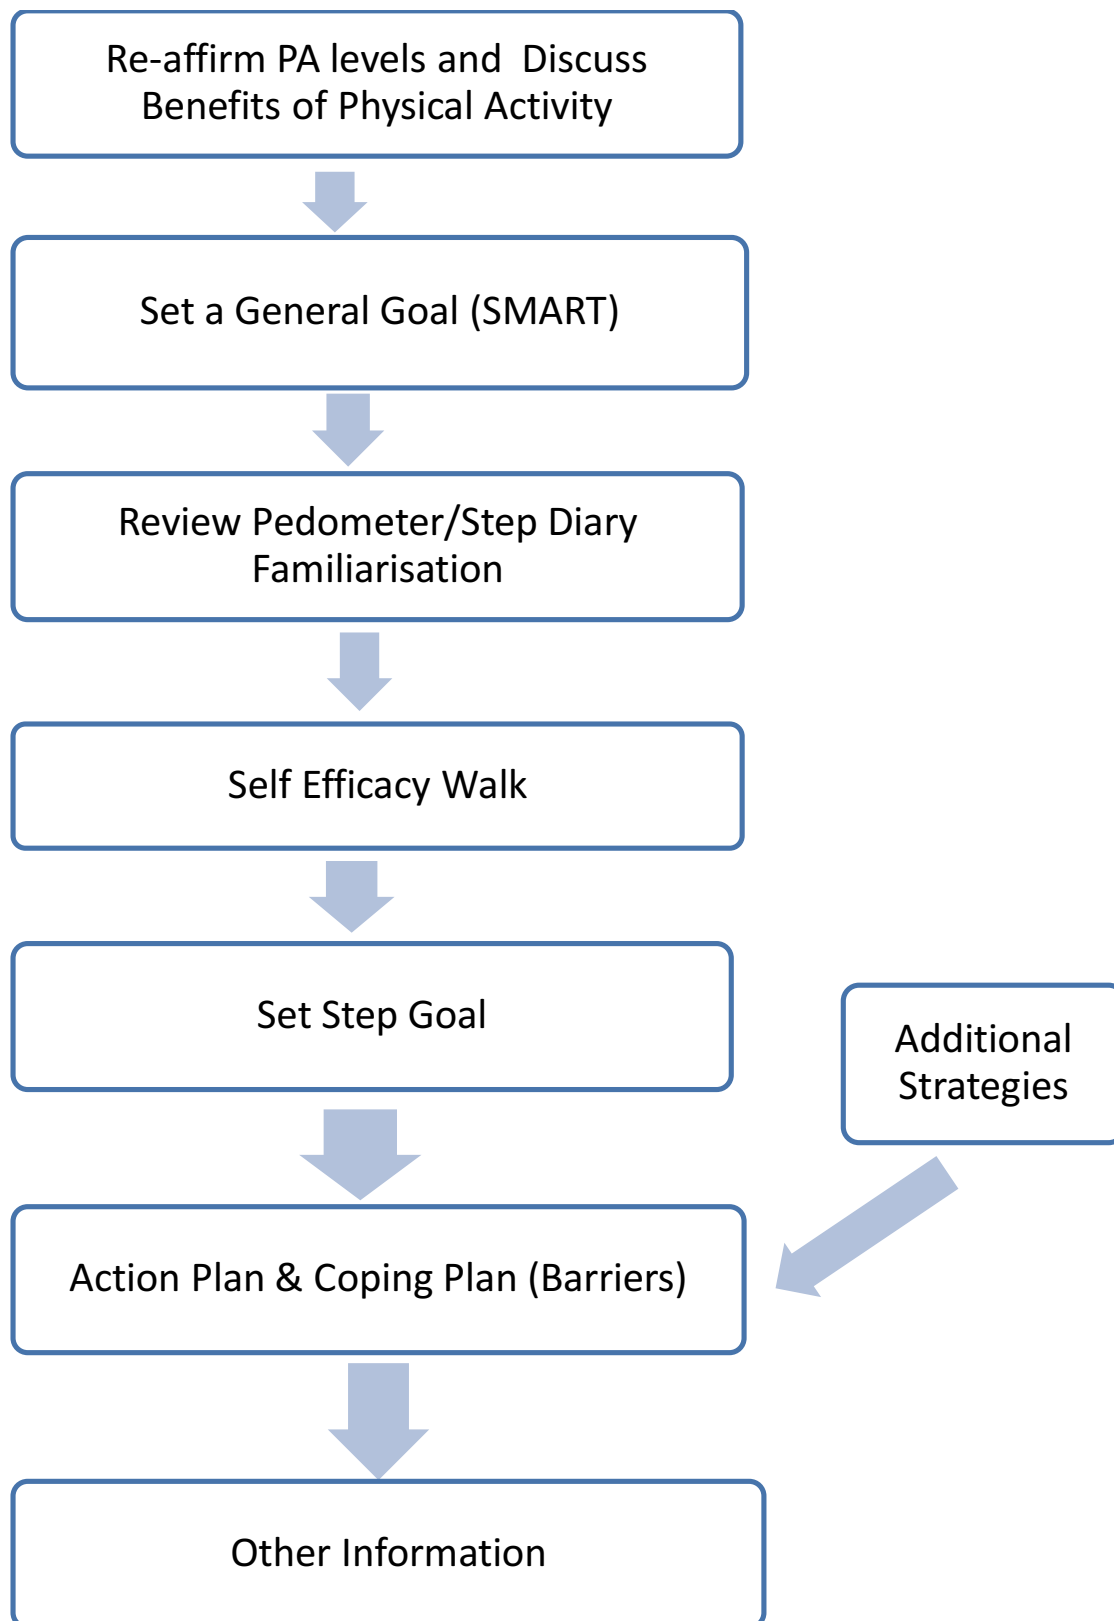 Re-affirm PA levels and  Discuss
Benefits of Physical Activity
Set a General Goal (SMART)
Review Pedometer/Step Diary
Familiarisation
Self Efficacy Walk
Set Step Goal
Additional
Strategies
Action Plan & Coping Plan (Barriers)
Other Information